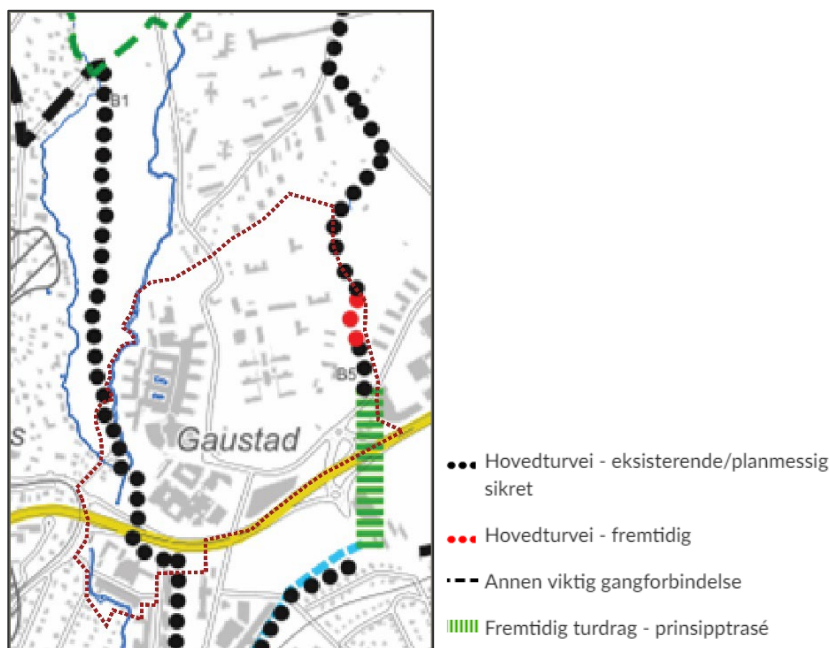 B1
B5
s
Gaustad
Hovedturvei - eksisterende/planmessig
sikret
Hovedturvei - fremtidig
Annen viktig gangforbindelse
Fremtidig turdrag - prinsipptrasé